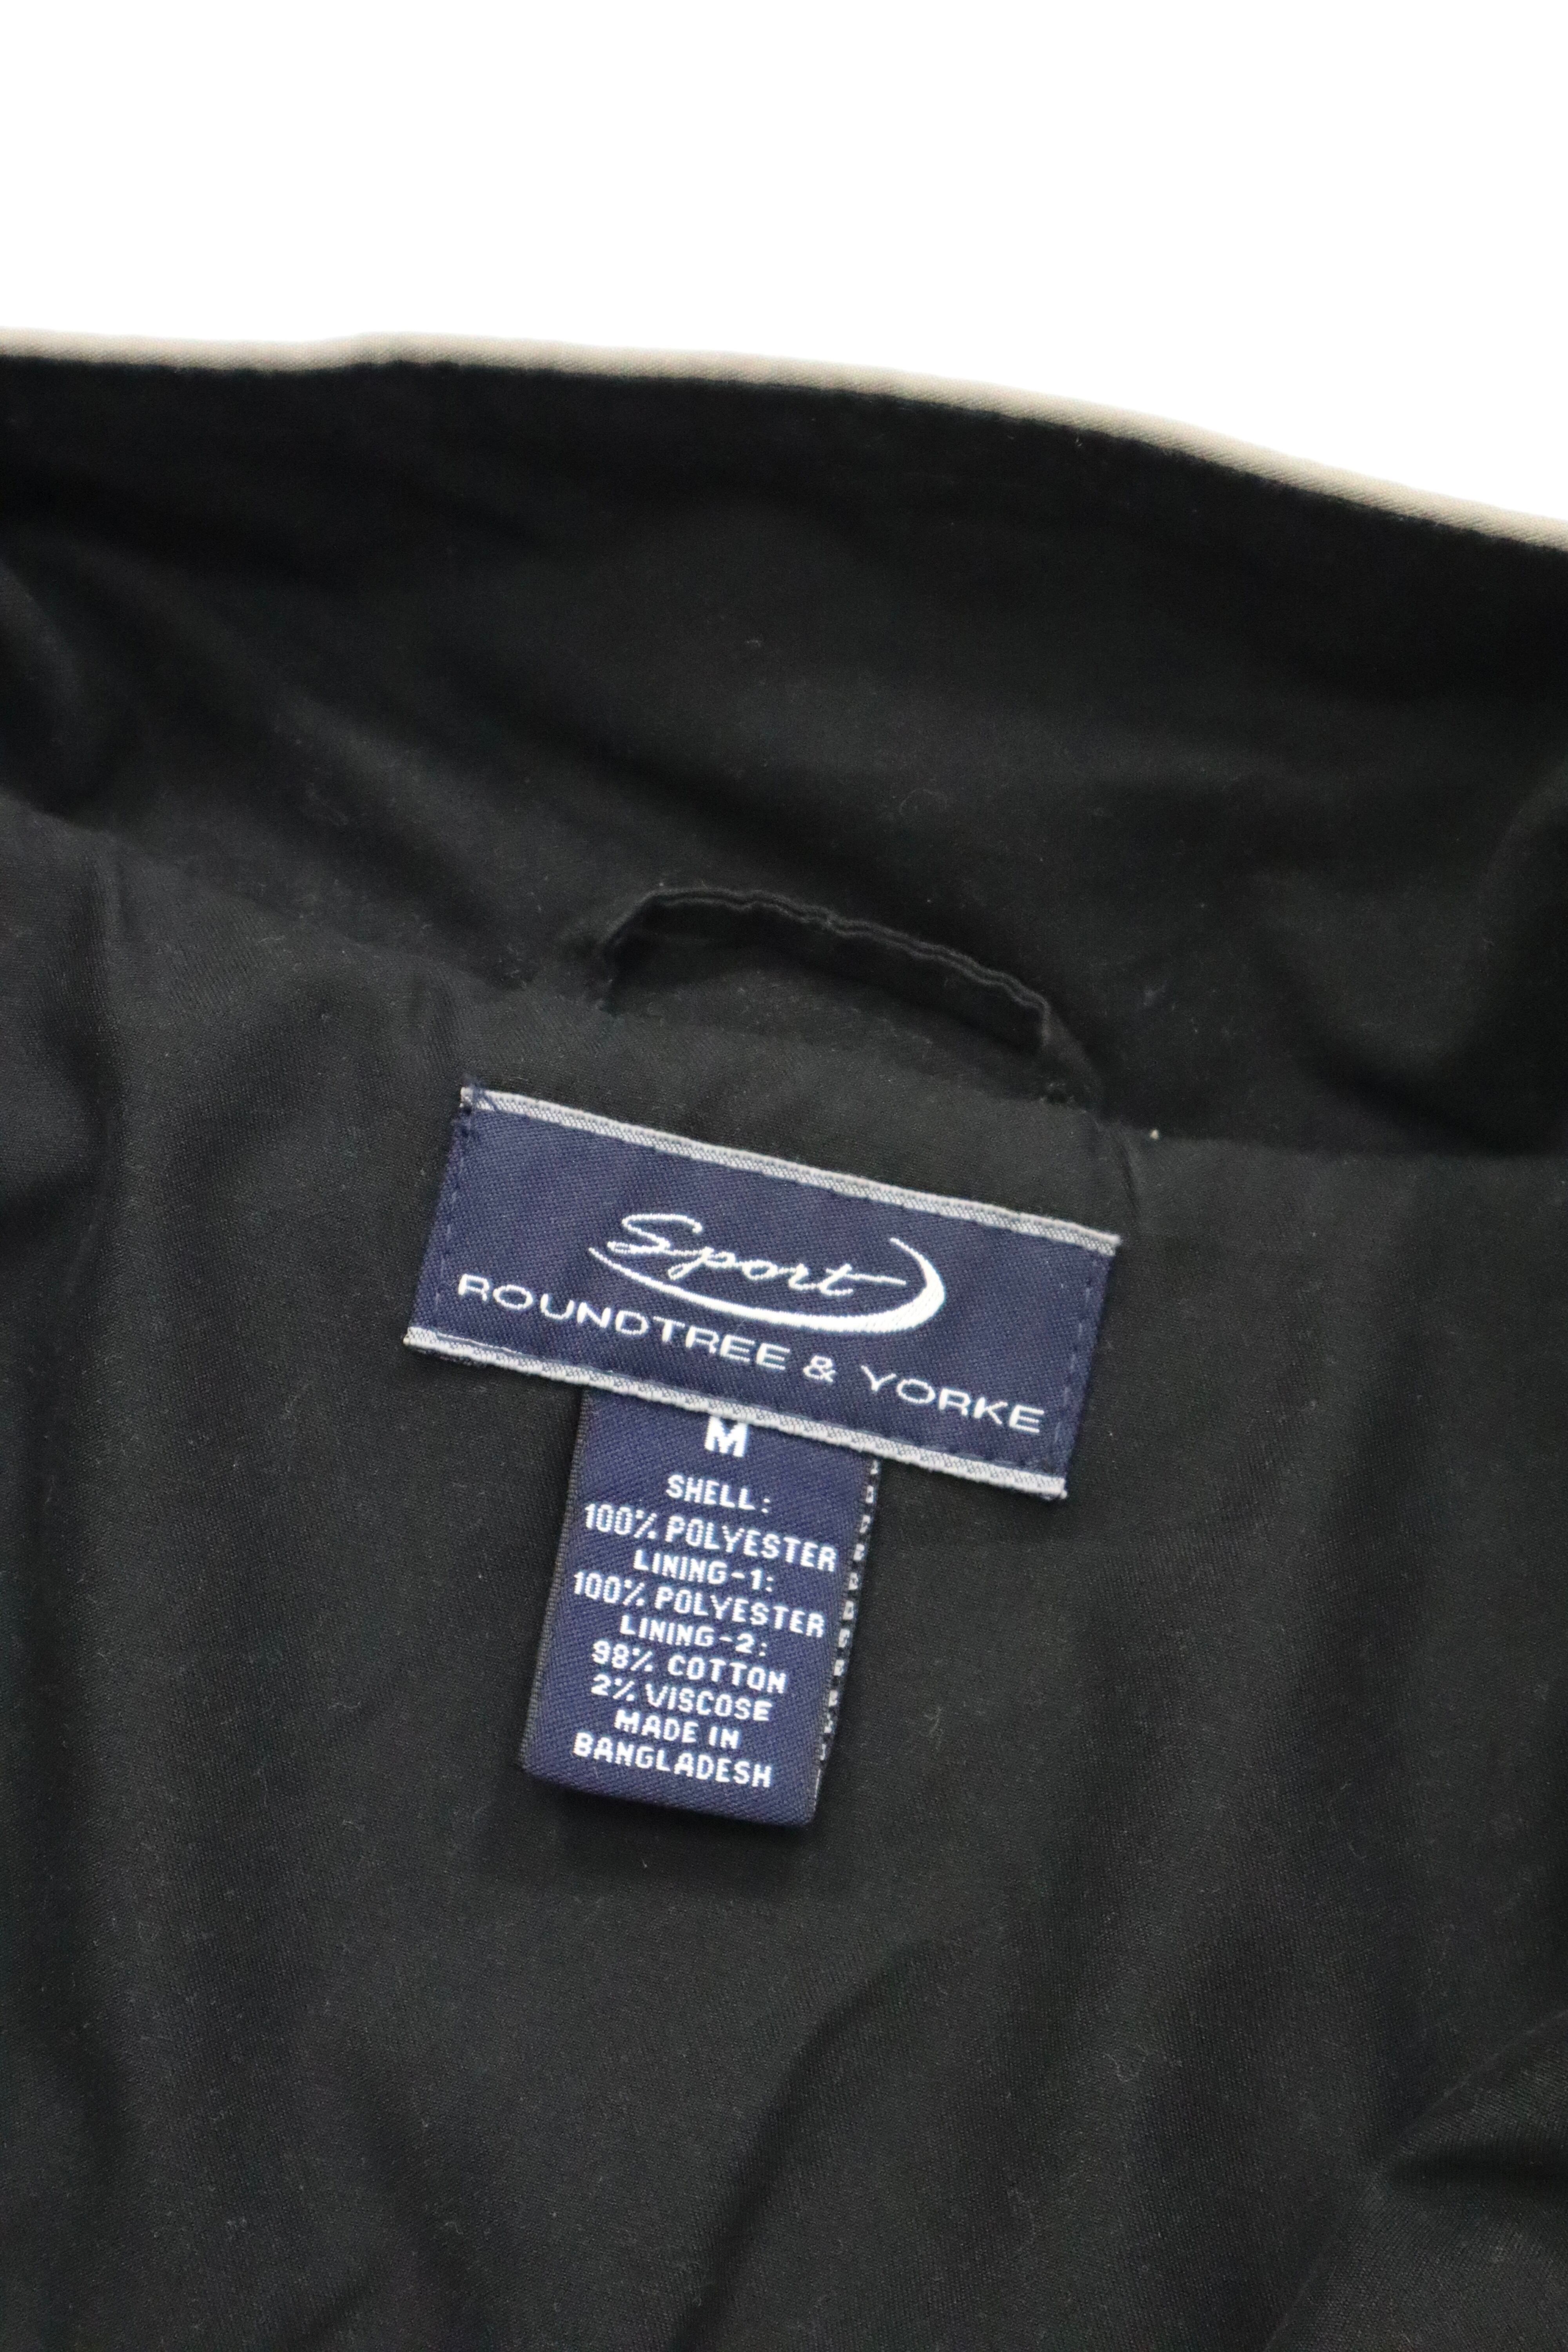 Sport
ROUNDTREE & YORKE
M
SHELL:
100% POLYESTER
LINING-1:
100% POLYESTER
LINING-2:
98% COTTON
2% VISCOSE
MADE IN
BANGLADESH